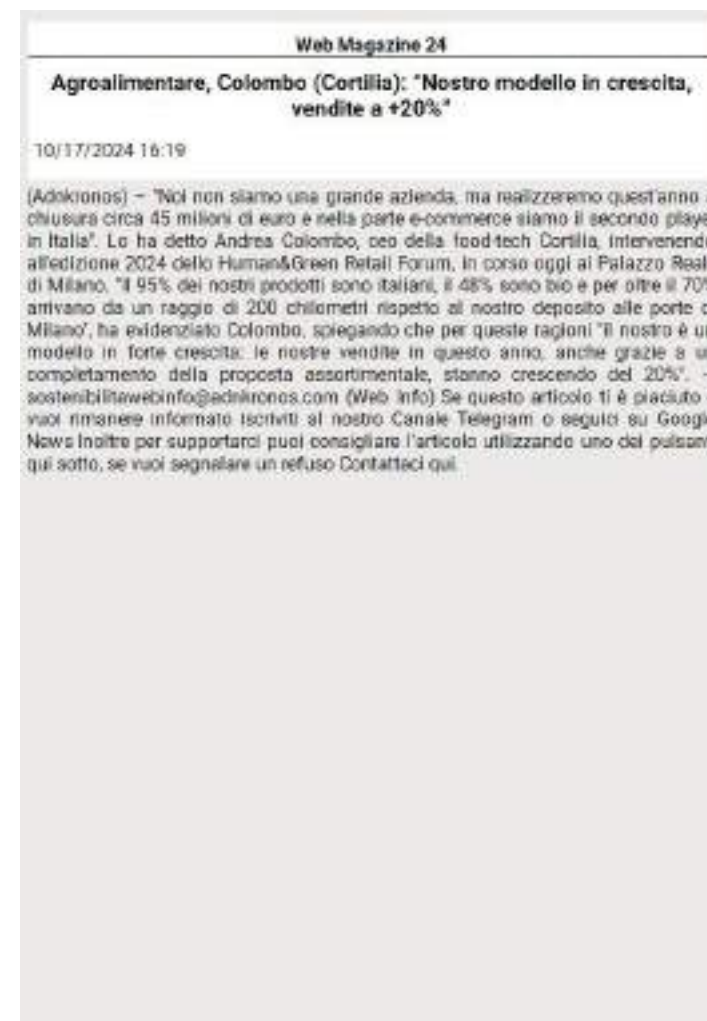 Web Magazine 24
Agroalimentare, Colombo (Cortilia): "Nostro modello in crescita,
vendite a +20%"
10/17/2024 16:19
(Adnkronos) – "Noi non siamo una grande azienda, ma realizzeremo quest'anno a
chiusura circa 45 milioni di euro e nella parte e-commerce siamo il secondo playe
in Italia". Lo ha detto Andrea Colombo, ceo della food-tech Cortilia, intervenendo
all'edizione 2024 dello Human&Green Retail Forum, in corso oggi al Palazzo Real
di Milano. "Il 95% dei nostri prodotti sono italiani, il 48% sono bio e per oltre il 70%
arrivano da un raggio di 200 chilometri rispetto al nostro deposito alle porte d
Milano", ha evidenziato Colombo, spiegando che per queste ragioni "il nostro è un
modello in forte crescita: le nostre vendite in questo anno, anche grazie a un
completamento della proposta assortimentale, stanno crescendo del 20%". –
sostenibilitawebinfo@adnkronos.com (Web Info) Se questo articolo ti è piaciuto e
vuoi rimanere informato iscriviti al nostro Canale Telegram o seguici su Google
News Inoltre per supportarci puoi consigliare l'articolo utilizzando uno dei pulsant
qui sotto, se vuoi segnalare un refuso Contattaci qui.